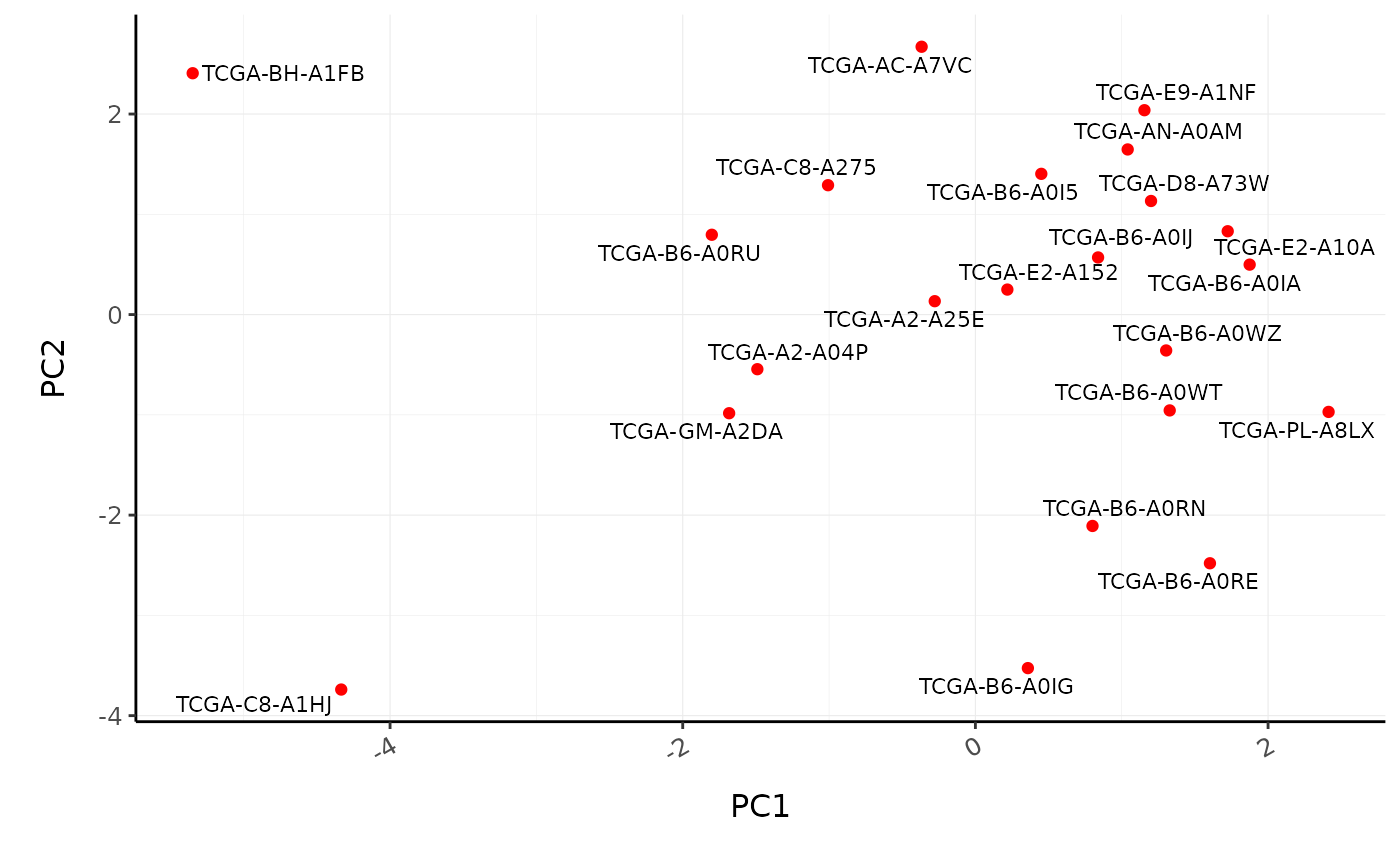 TCGA-BH-A1FB
TCGA-AC-A7VC
TCGA-E9-A1NF
2
TCGA-AN-A0AM
TCGA-C8-A275
TCGA-D8-A73W
TCGA-B6-A0I5
TCGA-B6-A0IJ
TCGA-E2-A10A
TCGA-B6-A0RU
TCGA-E2-A152
TCGA-B6-A0IA
0
TCGA-A2-A25E
TCGA-B6-A0WZ
TCGA-A2-A04P
PC2
TCGA-B6-A0WT
TCGA-GM-A2DA
TCGA-PL-A8LX
TCGA-B6-A0RN
-2
TCGA-B6-A0RE
TCGA-B6-A0IG
TCGA-C8-A1HJ
-4
-4 -2 0 2
PC1